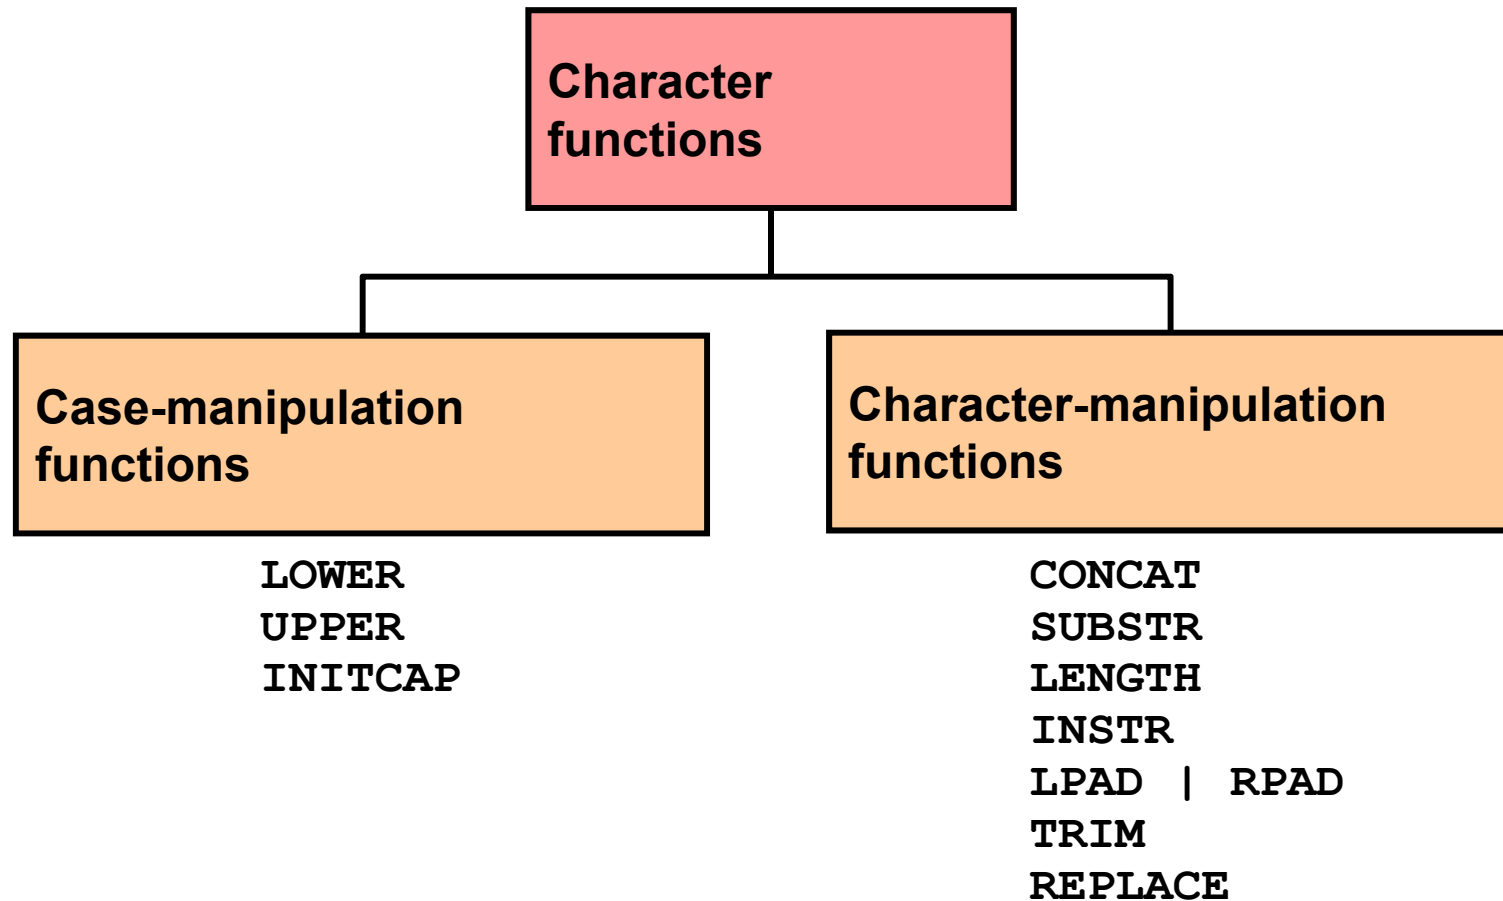 Character
functions
Case-manipulation
functions
LOWER
UPPER
INITCAP
Character-manipulation
functions
CONCAT
SUBSTR
LENGTH
INSTR
LPAD | RPAD
TRIM
REPLACE